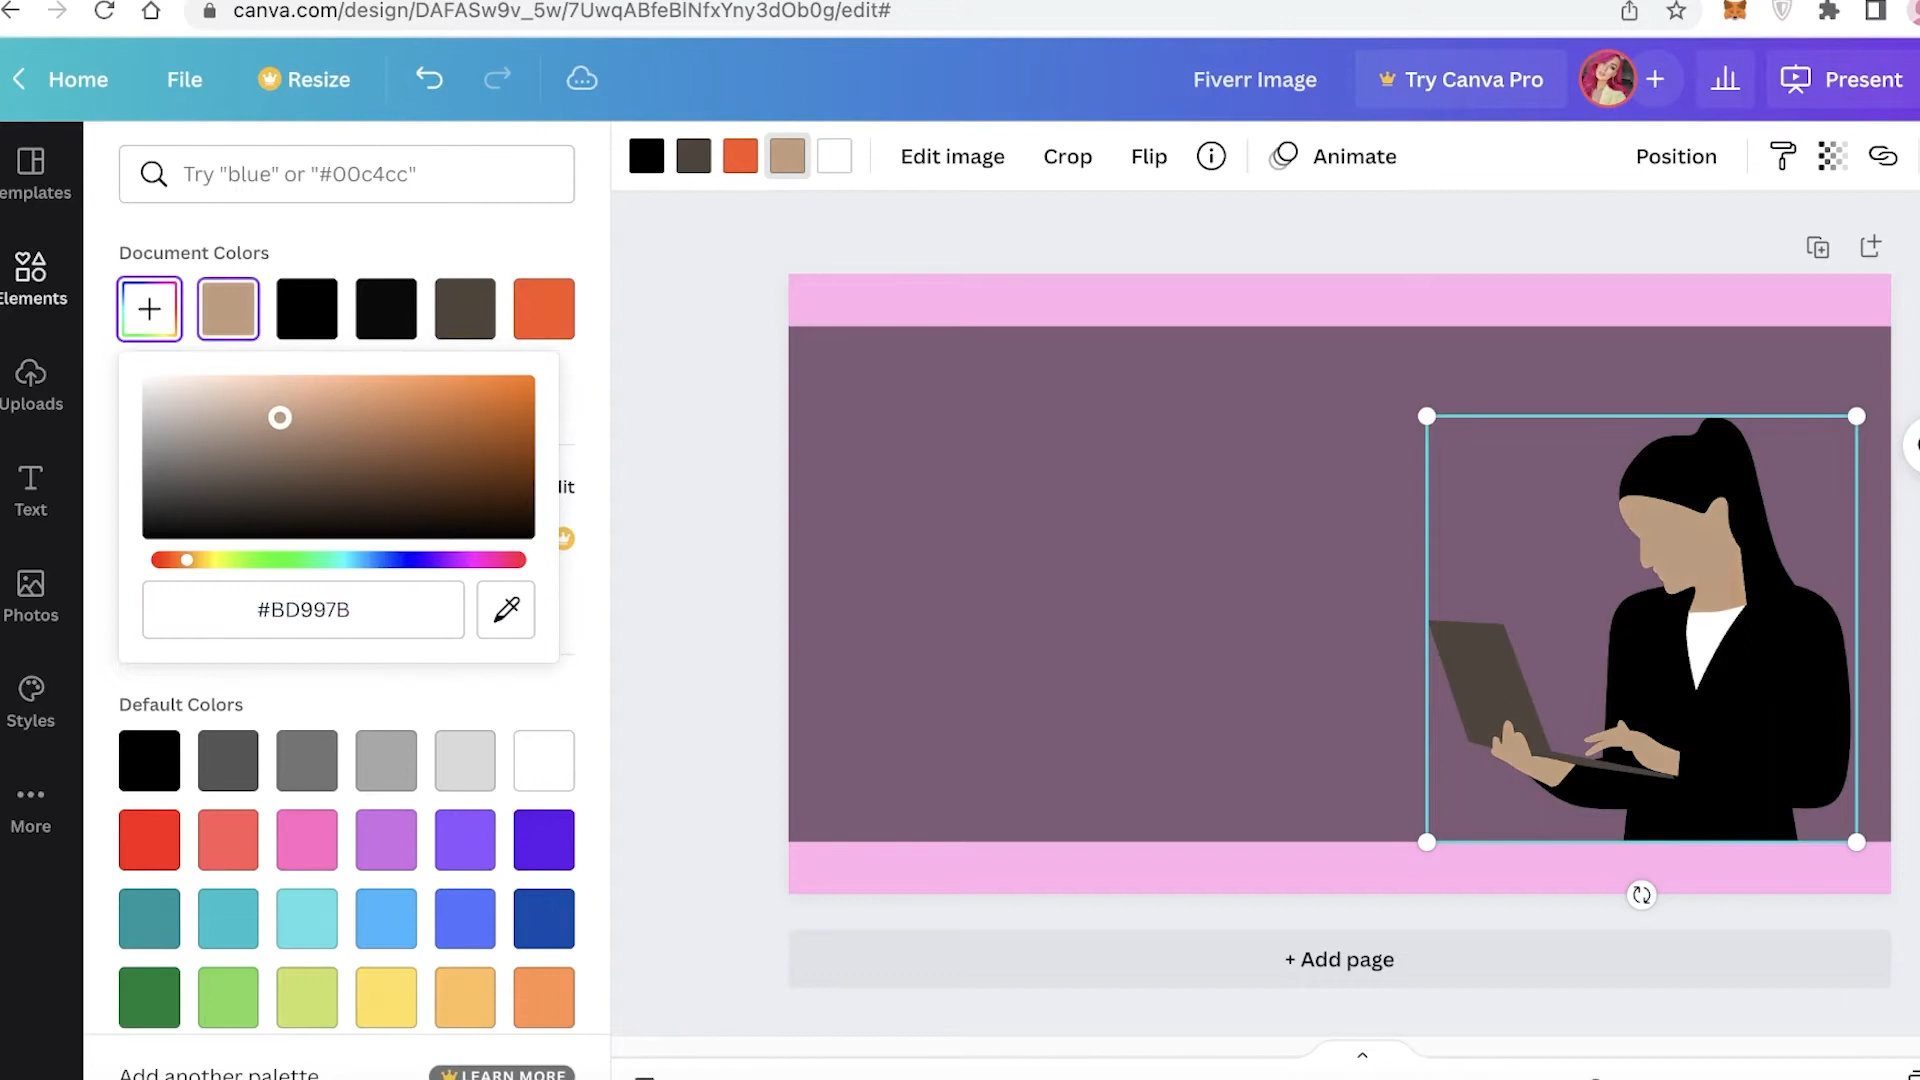 canva.com/design/DAFASw9v_5w/7UwqABfeBlNfxYny3dOb0g/edit#
Home File Resize Fiverr Image Try Canva Pro + Present
Try "blue" or "#00c4cc"
Edit image Crop Flip Animate Position
emplates
Elements
Uploads
Text
Photos
Styles
More
Document Colors
dit
#BD997B
Default Colors
Add another palette LEARN MORE
+ Add page